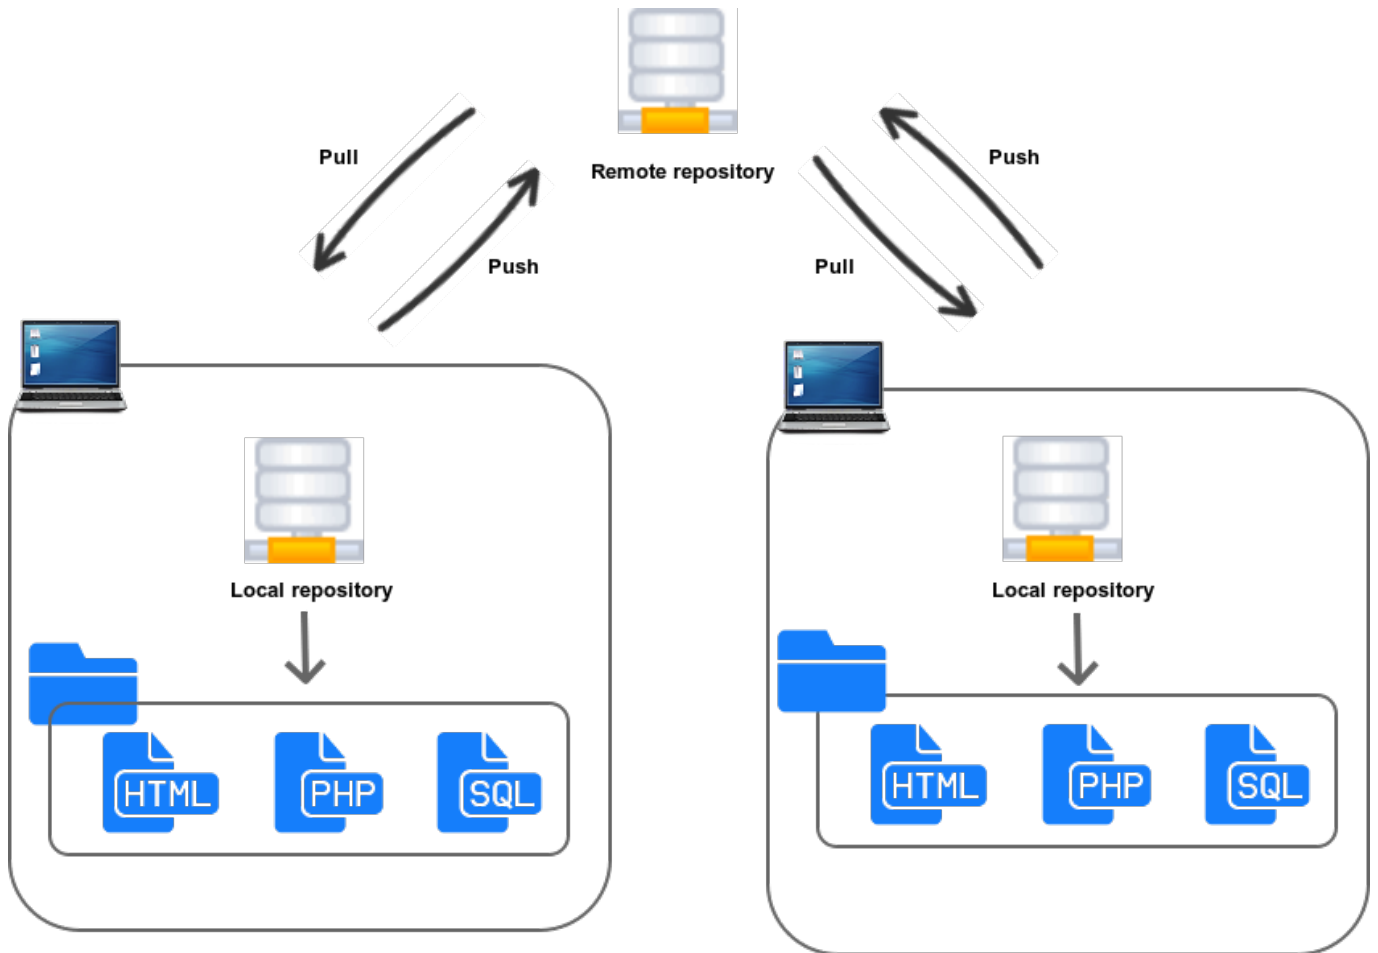 Pull
Remote repository
Push
Push
Pull
Local repository
HTML
PHP
SQL
Local repository
HTML
PHP
SQL